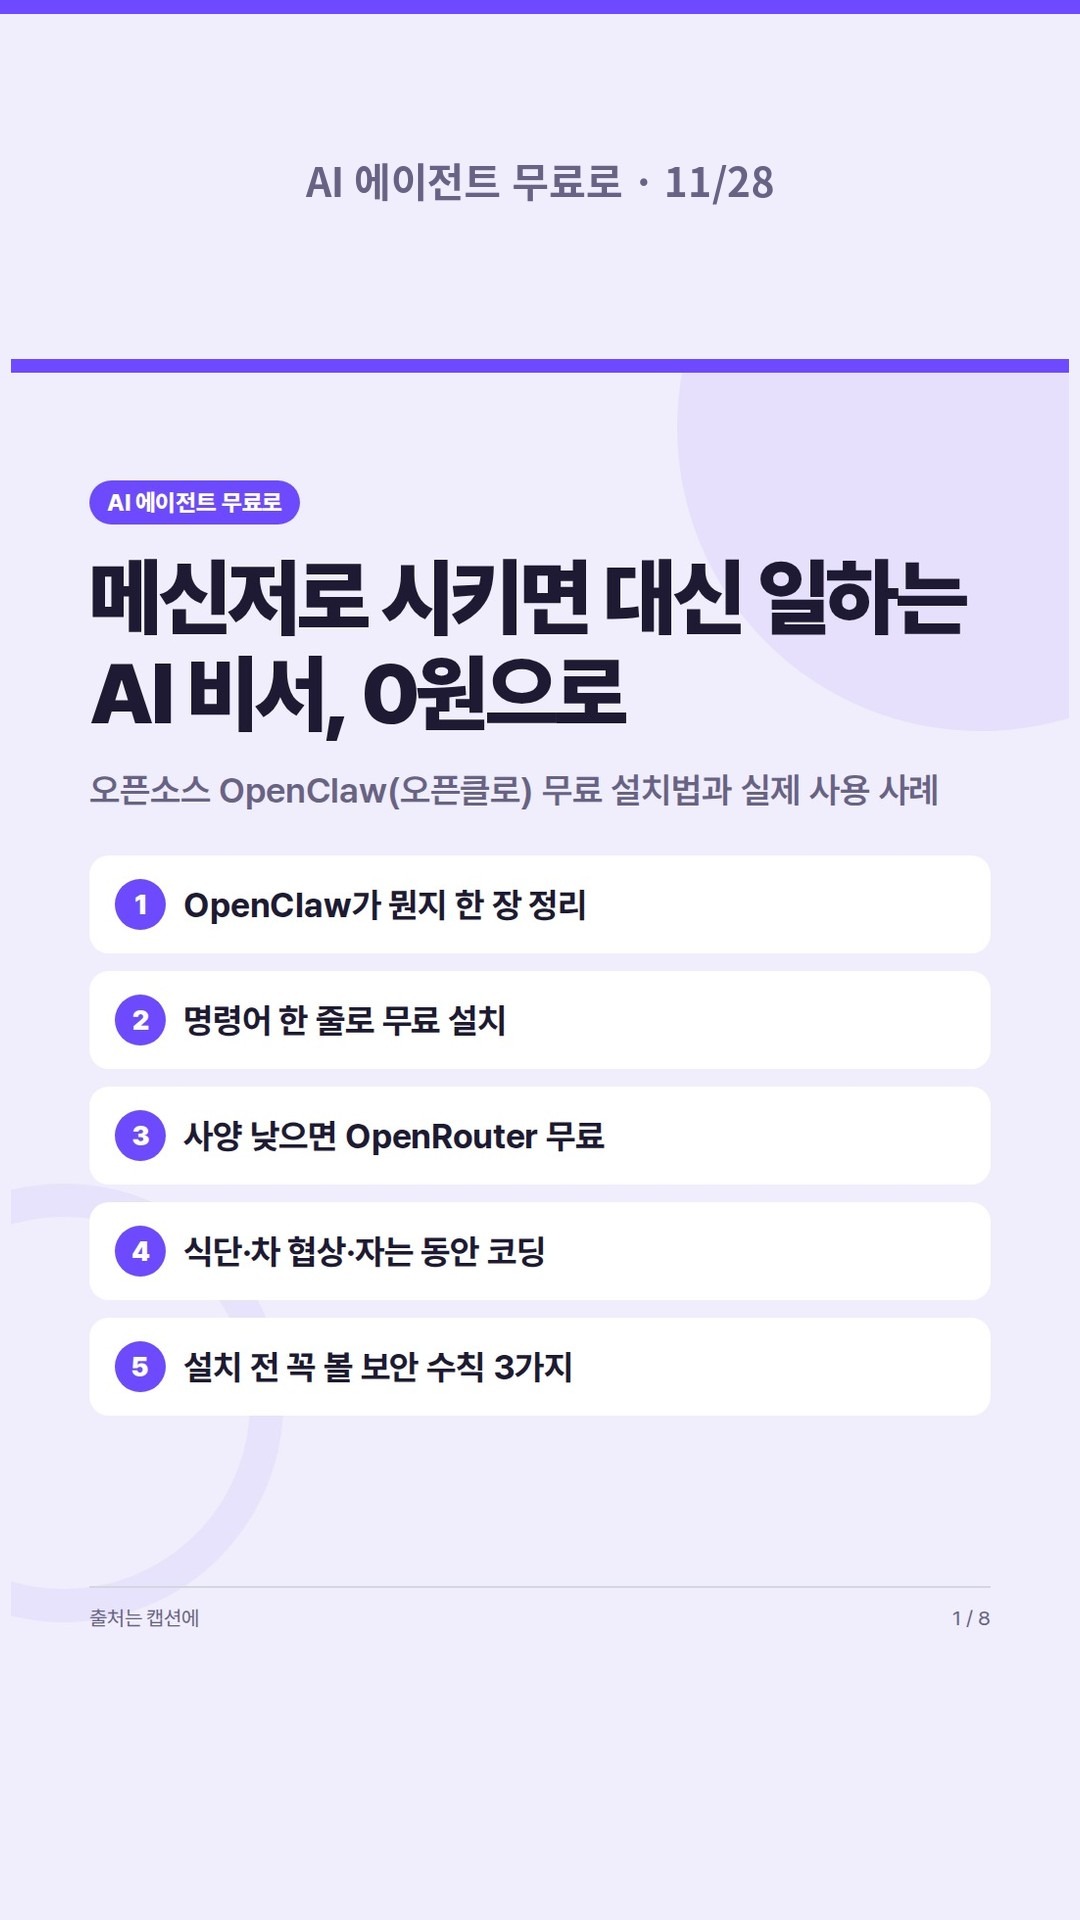 AI 에이전트 무료로 · 11/28
AI 에이전트 무료로
메신저로 시키면 대신 일하는
AI 비서, 0원으로
오픈소스 OpenClaw(오픈클로) 무료 설치법과 실제 사용 사례
1 OpenClaw가 뭔지 한 장 정리
2 명령어 한 줄로 무료 설치
3 사양 낮으면 OpenRouter 무료
4 식단·차 협상·자는 동안 코딩
5 설치 전 꼭 볼 보안 수칙 3가지
출처는 캡션에
1 / 8